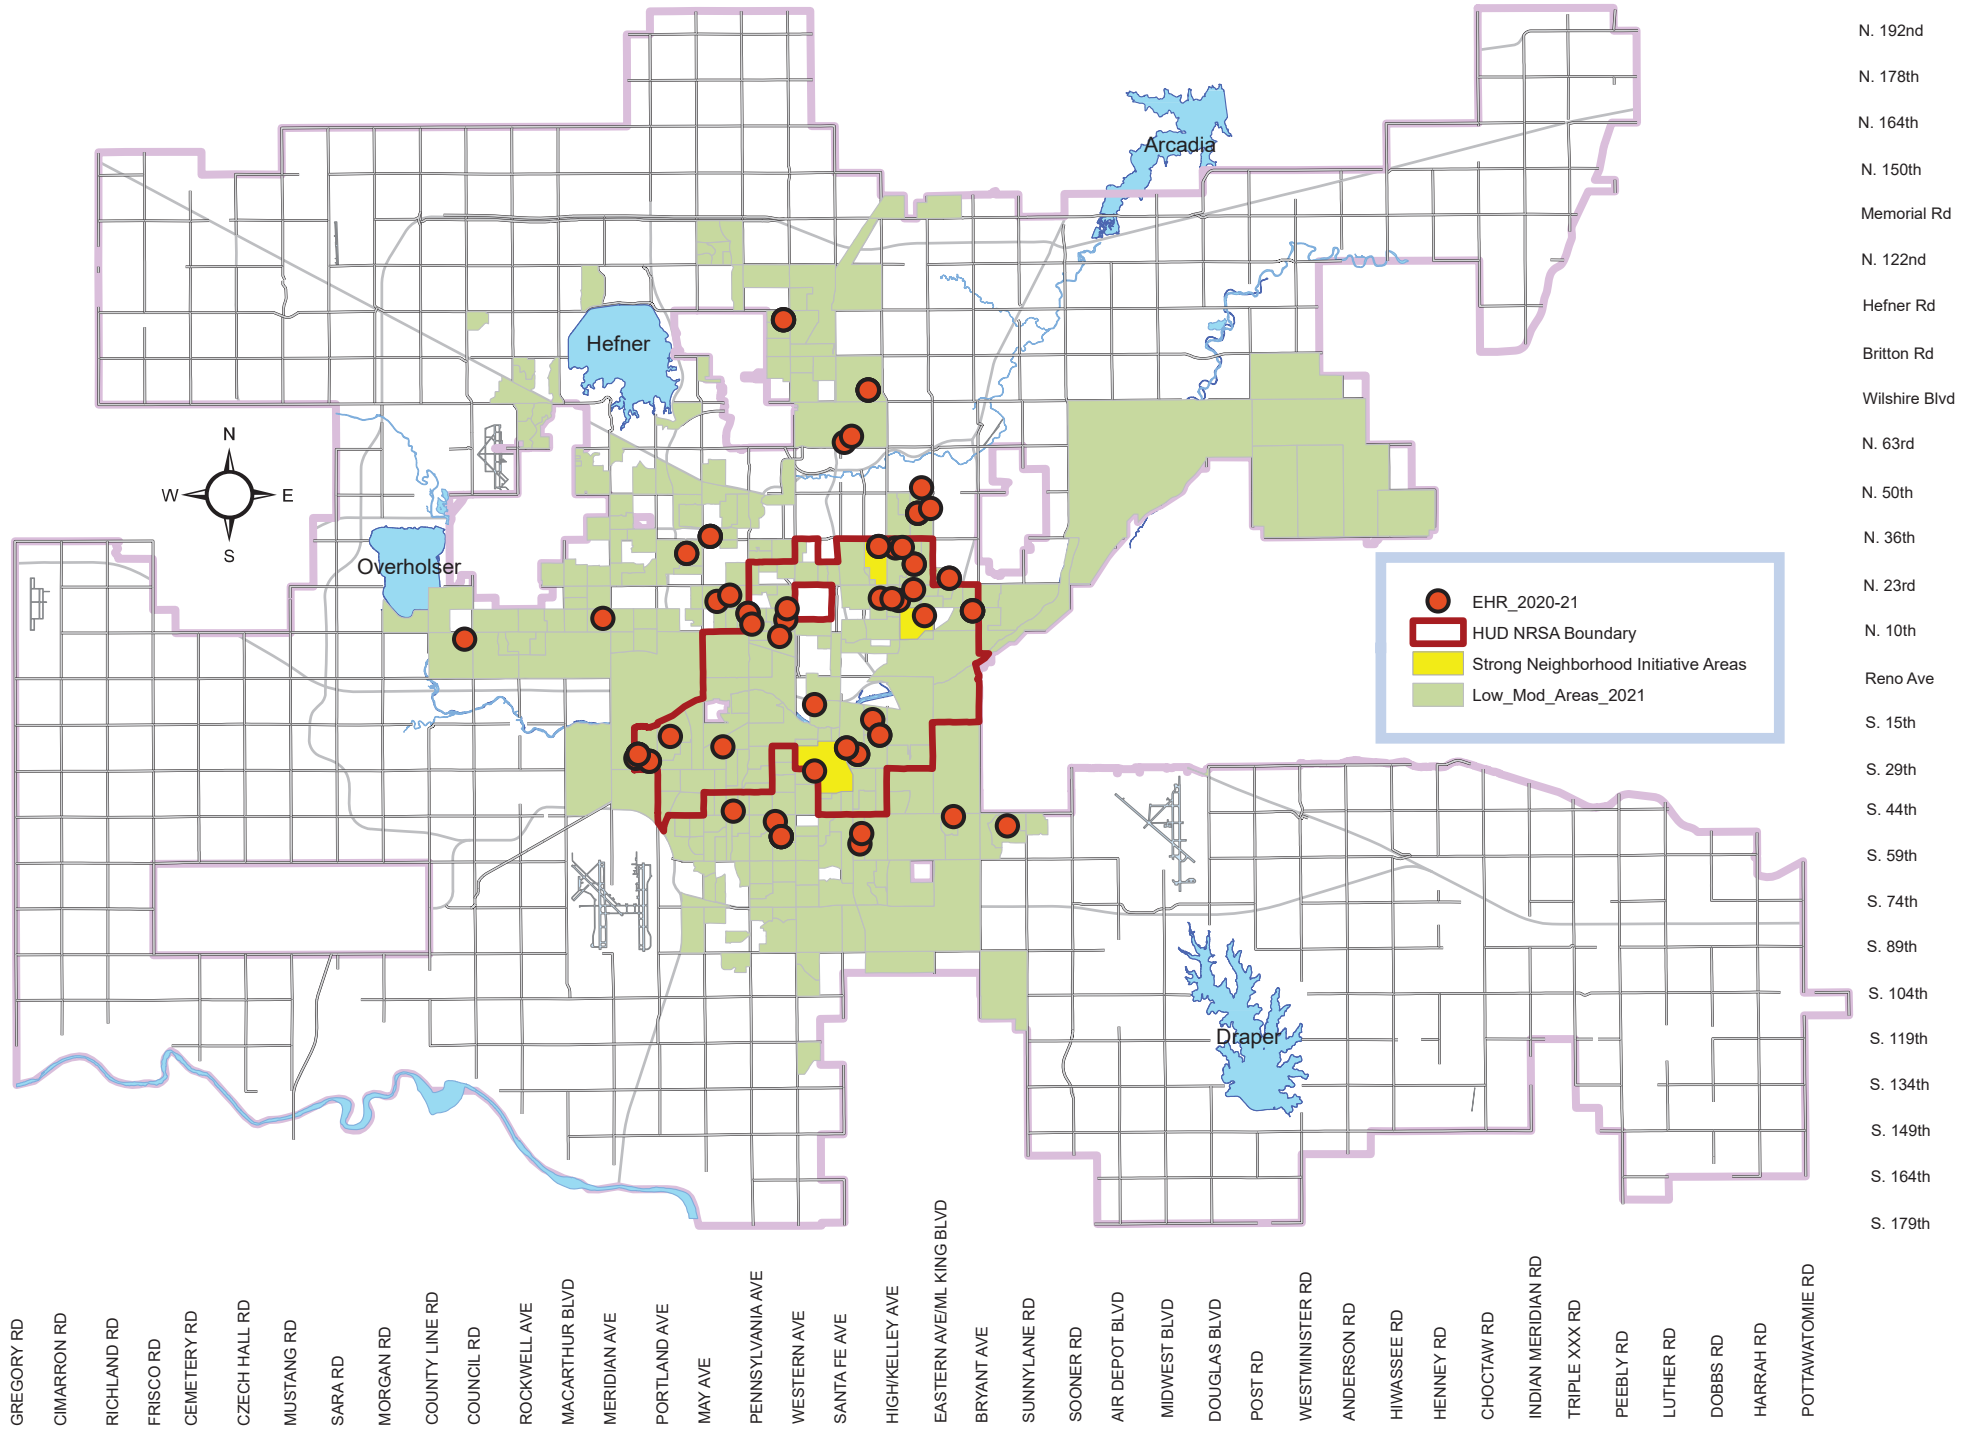 N. 192nd
N. 178th
N. 164th
N. 150th
Memorial Rd
N. 122nd
Hefner Rd
Britton Rd
Wilshire Blvd
N. 63rd
N. 50th
N. 36th
N. 23rd
N. 10th
Reno Ave
S. 15th
S. 29th
S. 44th
S. 59th
S. 74th
S. 89th
S. 104th
S. 119th
S. 134th
S. 149th
S. 164th
S. 179th
Arcadia
Hefner
Overholser
Draper
N
W
E
S
EHR_2020-21
HUD NRSA Boundary
Strong Neighborhood Initiative Areas
Low_Mod_Areas_2021
GREGORY RD
CIMARRON RD
RICHLAND RD
FRISCO RD
CEMETERY RD
CZECH HALL RD
MUSTANG RD
SARA RD
MORGAN RD
COUNTY LINE RD
COUNCIL RD
ROCKWELL AVE
MACARTHUR BLVD
MERIDIAN AVE
PORTLAND AVE
MAY AVE
PENNSYLVANIA AVE
WESTERN AVE
SANTA FE AVE
HIGH/KELLEY AVE
EASTERN AVE/ML KING BLVD
BRYANT AVE
SUNNYLANE RD
SOONER RD
AIR DEPOT BLVD
MIDWEST BLVD
DOUGLAS BLVD
POST RD
WESTMINISTER RD
ANDERSON RD
HIWASSEE RD
HENNEY RD
CHOCTAW RD
INDIAN MERIDIAN RD
TRIPLE XXX RD
PEEBLY RD
LUTHER RD
DOBBS RD
HARRAH RD
POTTAWATOMIE RD